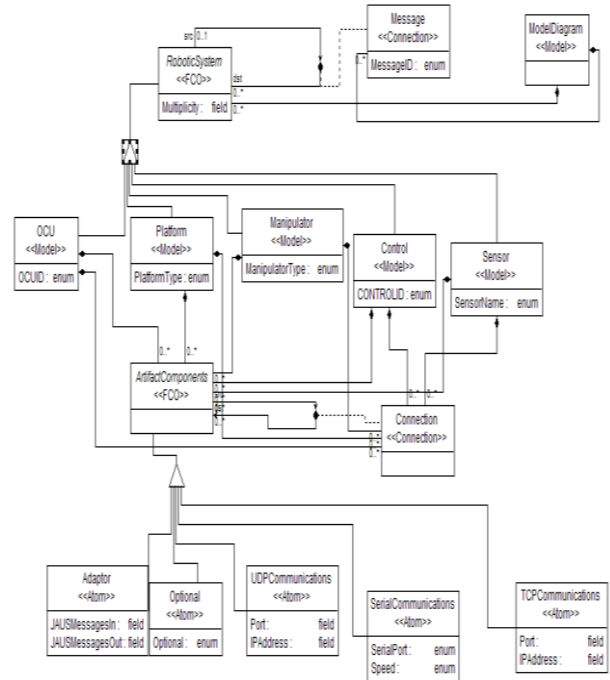 src 0..1
RoboticSystem
<<FCO>>
Multiplicity : field
dst
0..*
0..*
Message
<<Connection>>
0..*
MessageID : enum
ModelDiagram
<<Model>>
OCU
<<Model>>
OCUID : enum
Platform
<<Model>>
PlatformType : enum
Manipulator
<<Model>>
ManipulatorType : enum
Control
<<Model>>
CONTROLID : enum
Sensor
<<Model>>
SensorName : enum
0..*
0..*
ArtifactComponents
<<FCO>>
0..*
0..*
0..*
Connection
<<Connection>>
0..*
0..*
0..*
Adaptor
<<Atom>>
JAUSMessagesIn : field
JAUSMessagesOut : field
Optional
<<Atom>>
Optional : enum
UDPCommunications
<<Atom>>
Port : field
IPAddress : field
SerialCommunications
<<Atom>>
SerialPort : enum
Speed : enum
TCPCommunications
<<Atom>>
Port : field
IPAddress : field